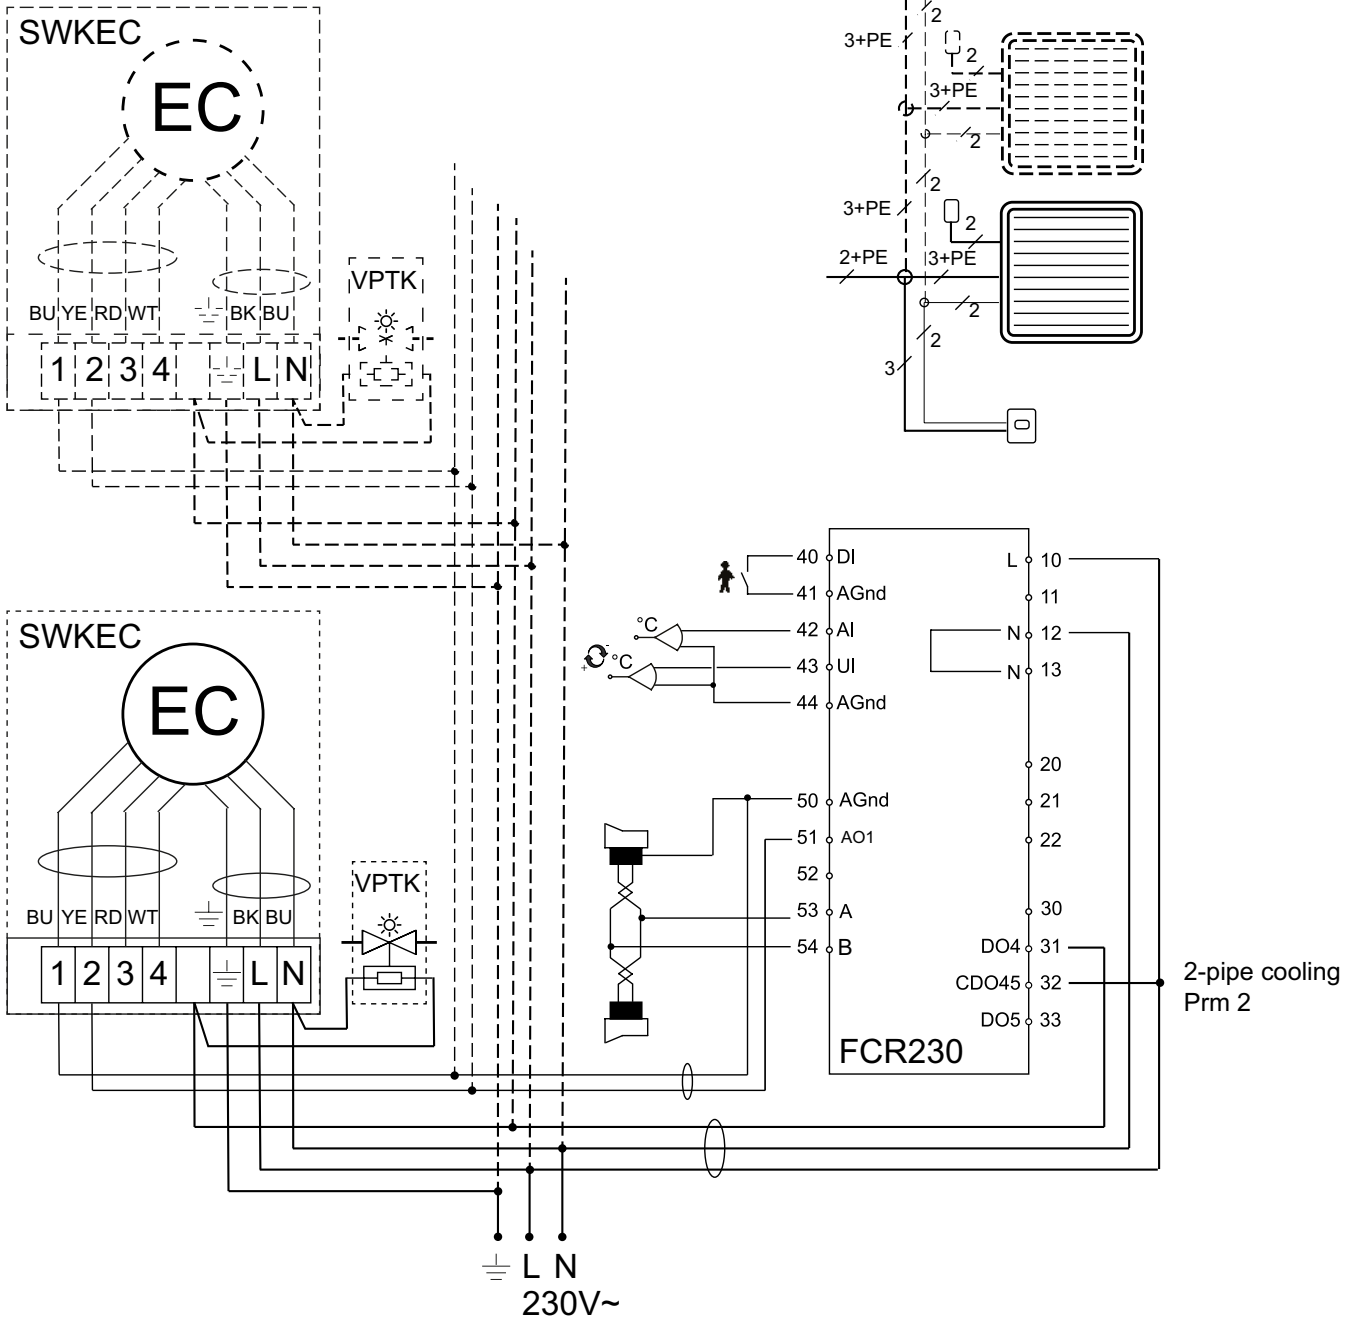 SWKEC
EC
BU YE RD WT BK BU
1 2 3 4 L N
VPTK
2
3+PE
2
3+PE
2
2
3+PE
2
2+PE
3+PE
2
2
3
SWKEC
EC
BU YE RD WT BK BU
1 2 3 4 L N
VPTK
°C
+ -
°C
40 DI
41 AGnd
42 AI
43 UI
44 AGnd
50 AGnd
51 AO1
52
53 A
54 B
L 10
11
N 12
N 13
20
21
22
30
DO4 31
CDO45 32
DO5 33
FCR230
2-pipe cooling
Prm 2
L N
230V~